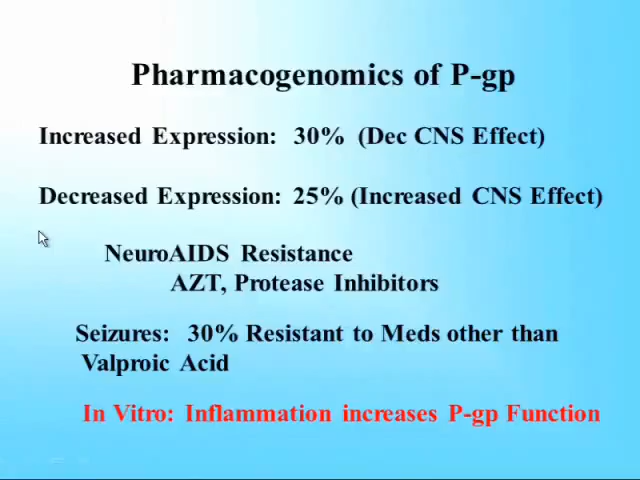 Pharmacogenomics of P-gp
Increased Expression: 30% (Dec CNS Effect)
Decreased Expression: 25% (Increased CNS Effect)
NeuroAIDS Resistance
AZT, Protease Inhibitors
Seizures: 30% Resistant to Meds other than
Valproic Acid
In Vitro: Inflammation increases P-gp Function